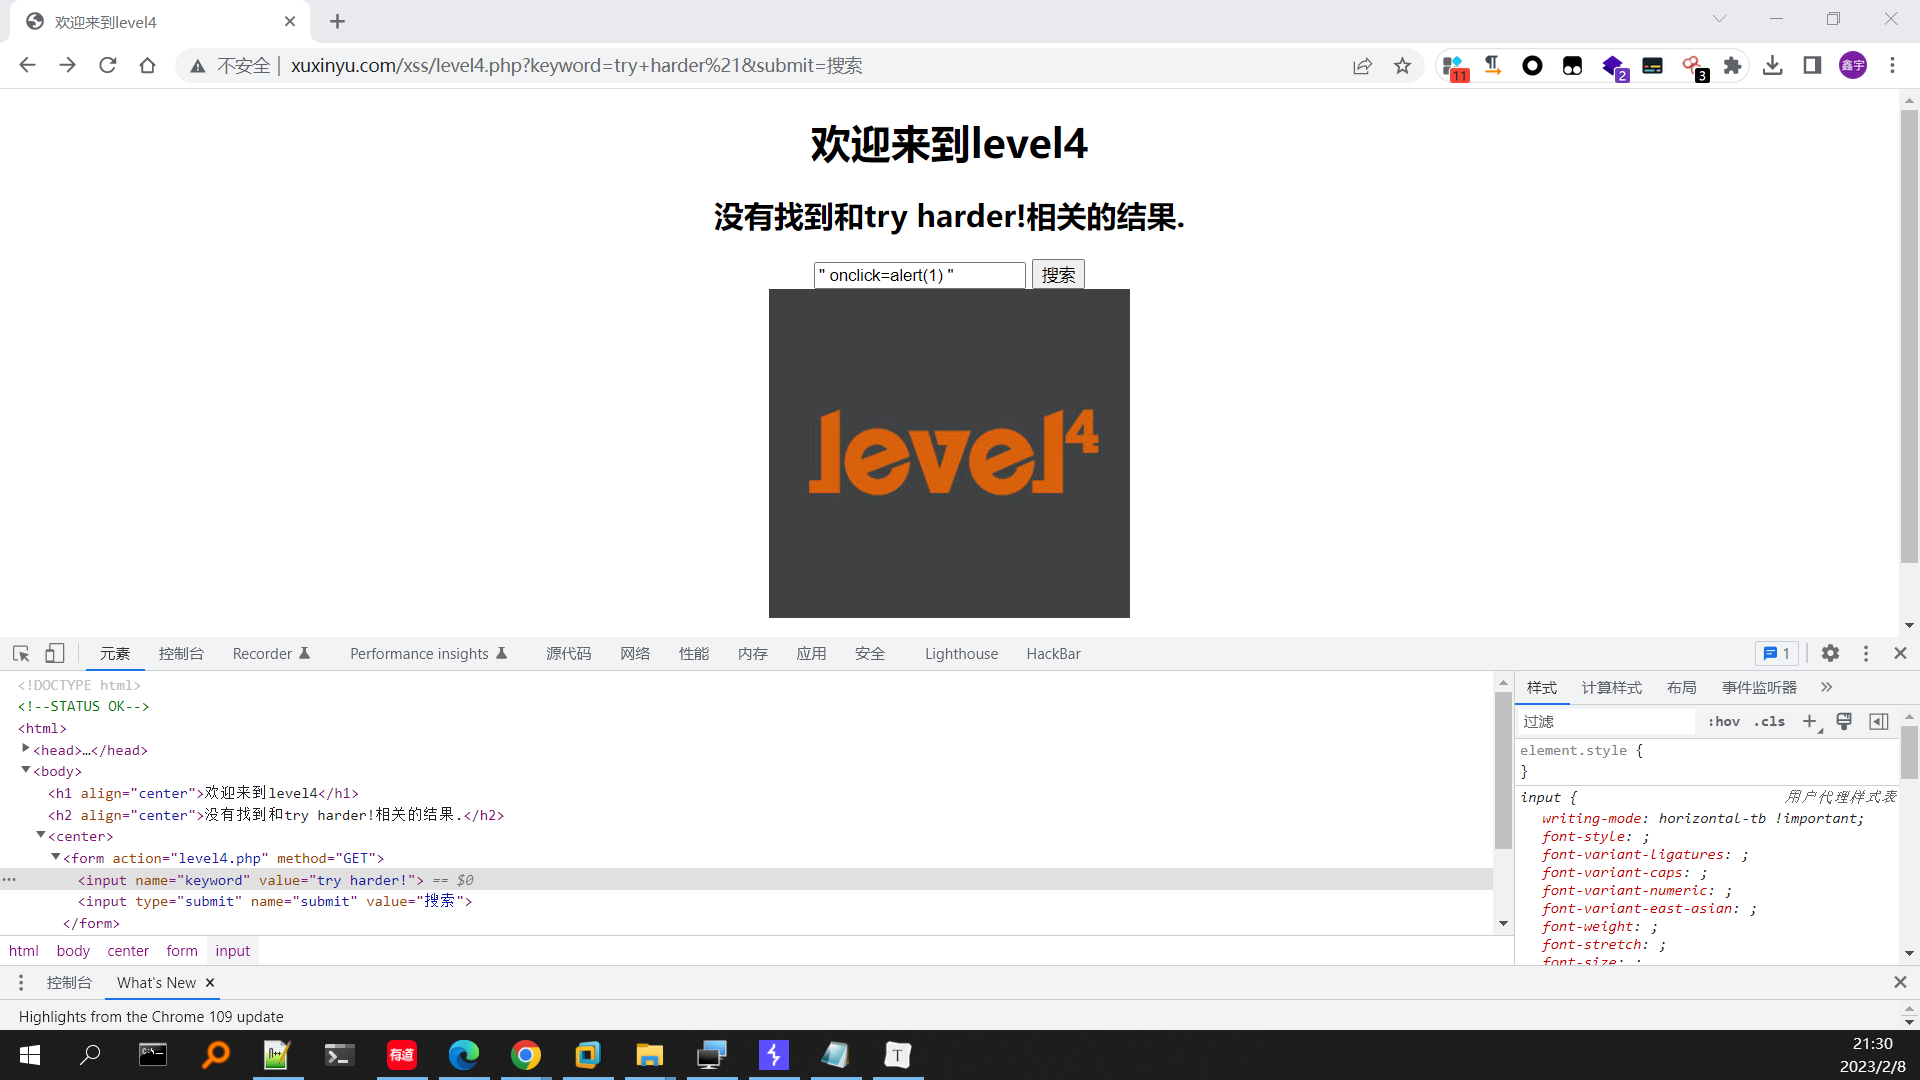 欢迎来到level4
不安全 | xuxinyu.com/xss/level4.php?keyword=try+harder%21&submit=搜索
11
2
3
鑫宇
欢迎来到level4
没有找到和try harder!相关的结果.
" onclick=alert(1) "
搜索
level4
元素
控制台
Recorder
Performance insights
源代码
网络
性能
内存
应用
安全
Lighthouse
HackBar
1
<!DOCTYPE html>
<!--STATUS OK-->
<html>
<head>…</head>
<body>
<h1 align="center">欢迎来到level4</h1>
<h2 align="center">没有找到和try harder!相关的结果.</h2>
<center>
<form action="level4.php" method="GET">
<input name="keyword" value="try harder!"> == $0
<input type="submit" name="submit" value="搜索">
</form>
html
body
center
form
input
样式
计算样式
布局
事件监听器
过滤
:hov
.cls
element.style {
}
input {
用户代理样式表
writing-mode: horizontal-tb !important;
font-style: ;
font-variant-ligatures: ;
font-variant-caps: ;
font-variant-numeric: ;
font-variant-east-asian: ;
font-weight: ;
font-stretch: ;
font-size: ;
控制台
What's New
Highlights from the Chrome 109 update
有道
T
21:30
2023/2/8